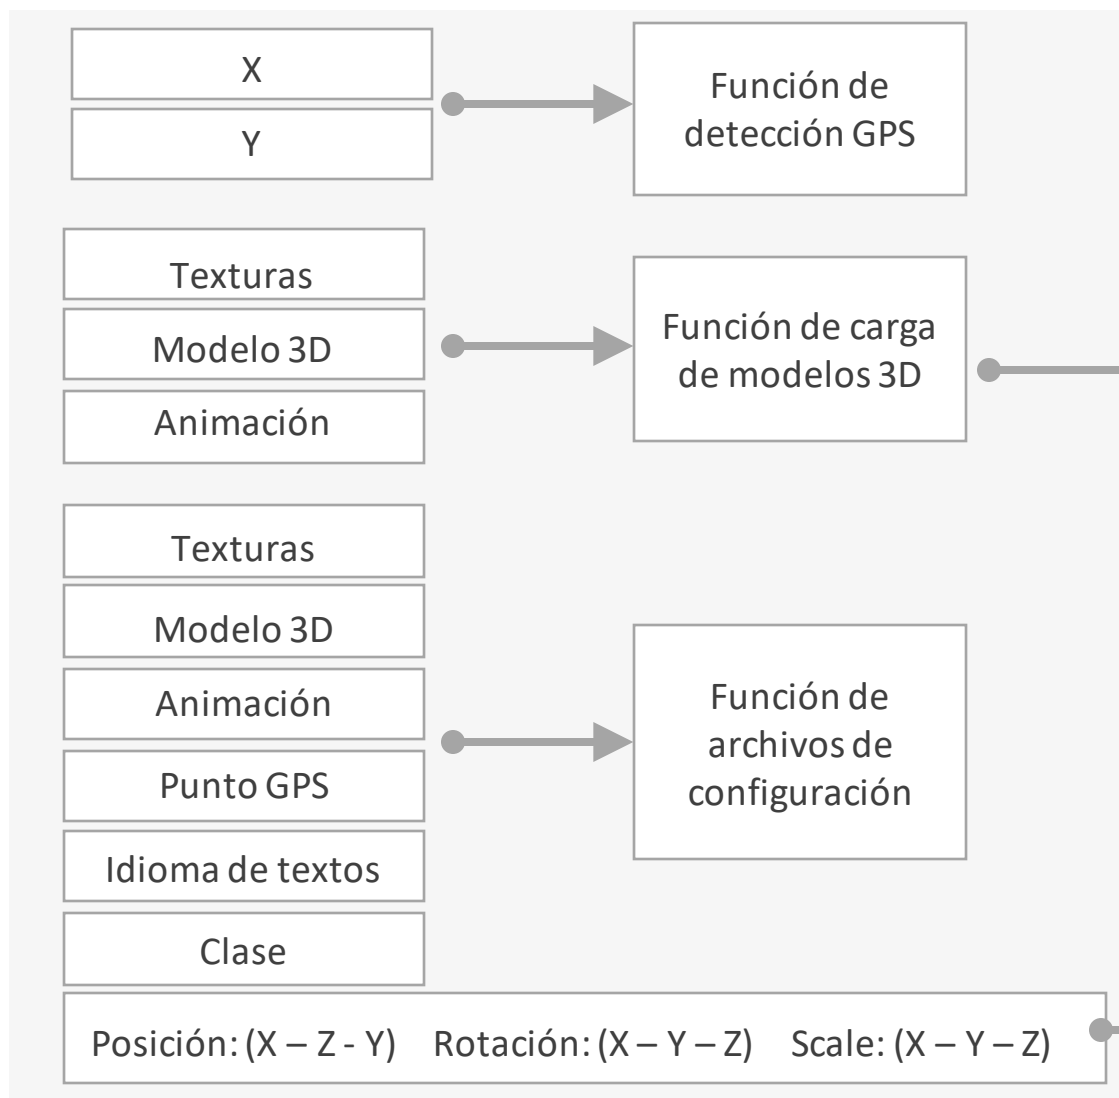 X
Y
Función de
detección GPS
Texturas
Modelo 3D
Animación
Función de carga
de modelos 3D
Texturas
Modelo 3D
Animación
Punto GPS
Idioma de textos
Clase
Función de
archivos de
configuración
Posición: (X – Z - Y) Rotación: (X – Y – Z) Scale: (X – Y – Z)